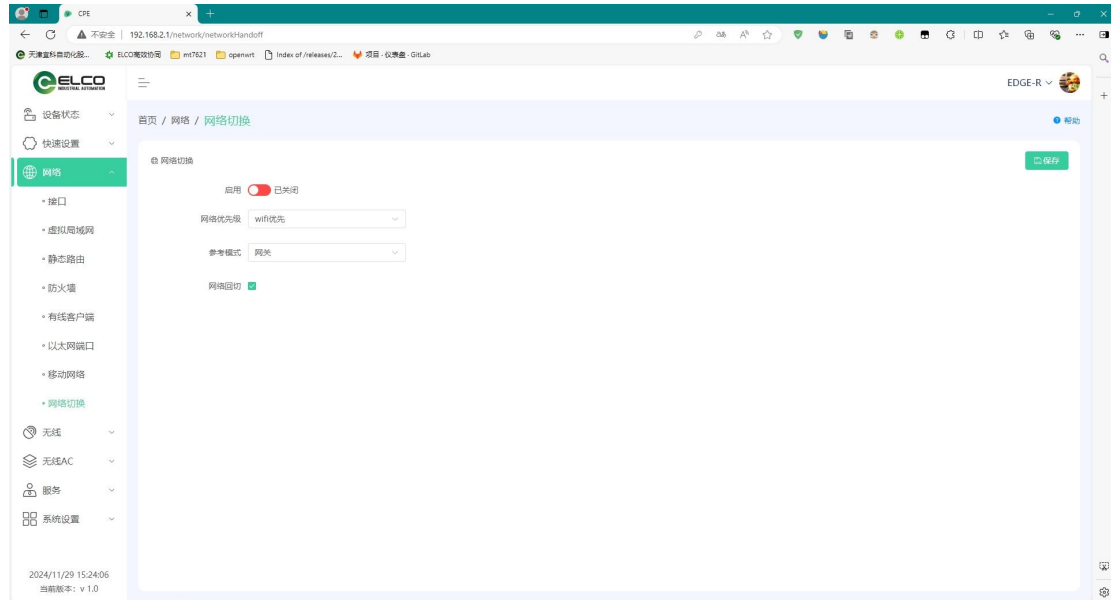 CPE
不安全 | 192.168.2.1/network/networkHandoff
天津宜科自动化股... ELCO高效协同 mt7621 openwrt Index of /releases/2... 项目 · 仪表盘 · GitLab
ELCO
INDUSTRIAL AUTOMATION
EDGE-R
设备状态
首页 / 网络 / 网络切换
帮助
快速设置
网络切换
保存
网络
启用 已关闭
接口
网络优先级 wifi优先
虚拟局域网
参考模式 网关
静态路由
网络回切
防火墙
有线客户端
以太网端口
移动网络
网络切换
无线
无线AC
服务
系统设置
2024/11/29 15:24:06
当前版本：v 1.0